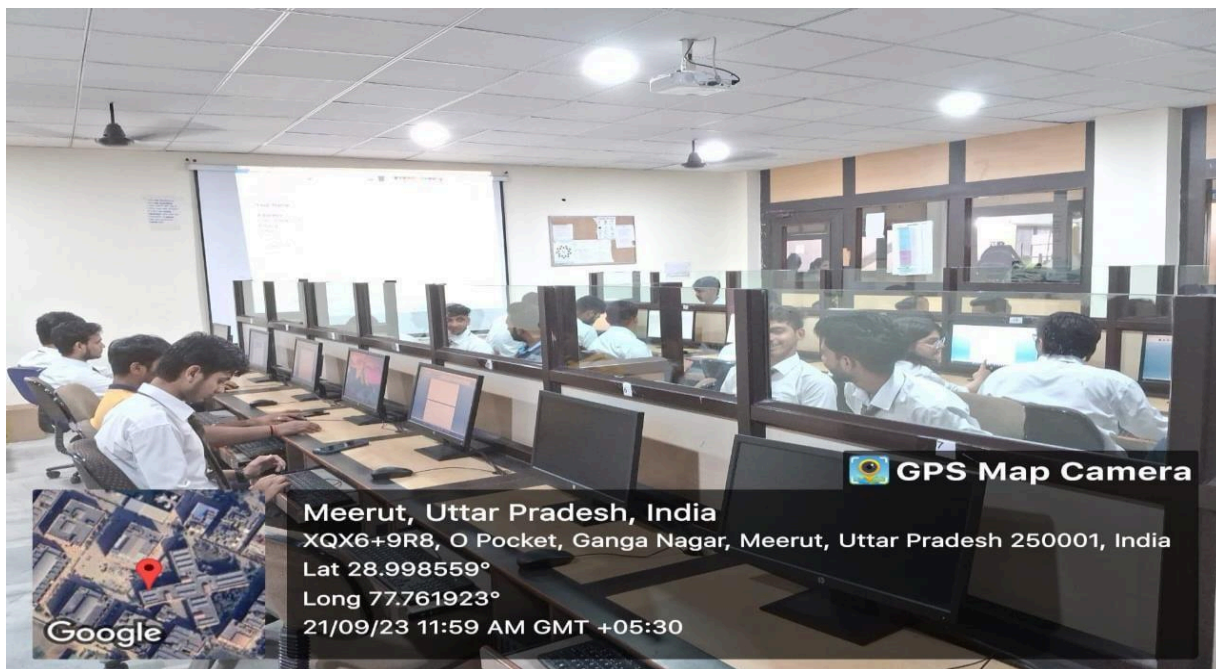 7
GPS Map Camera
Meerut, Uttar Pradesh, India
XQX6+9R8, O Pocket, Ganga Nagar, Meerut, Uttar Pradesh 250001, India
Lat 28.998559°
Long 77.761923°
21/09/23 11:59 AM GMT +05:30
Google